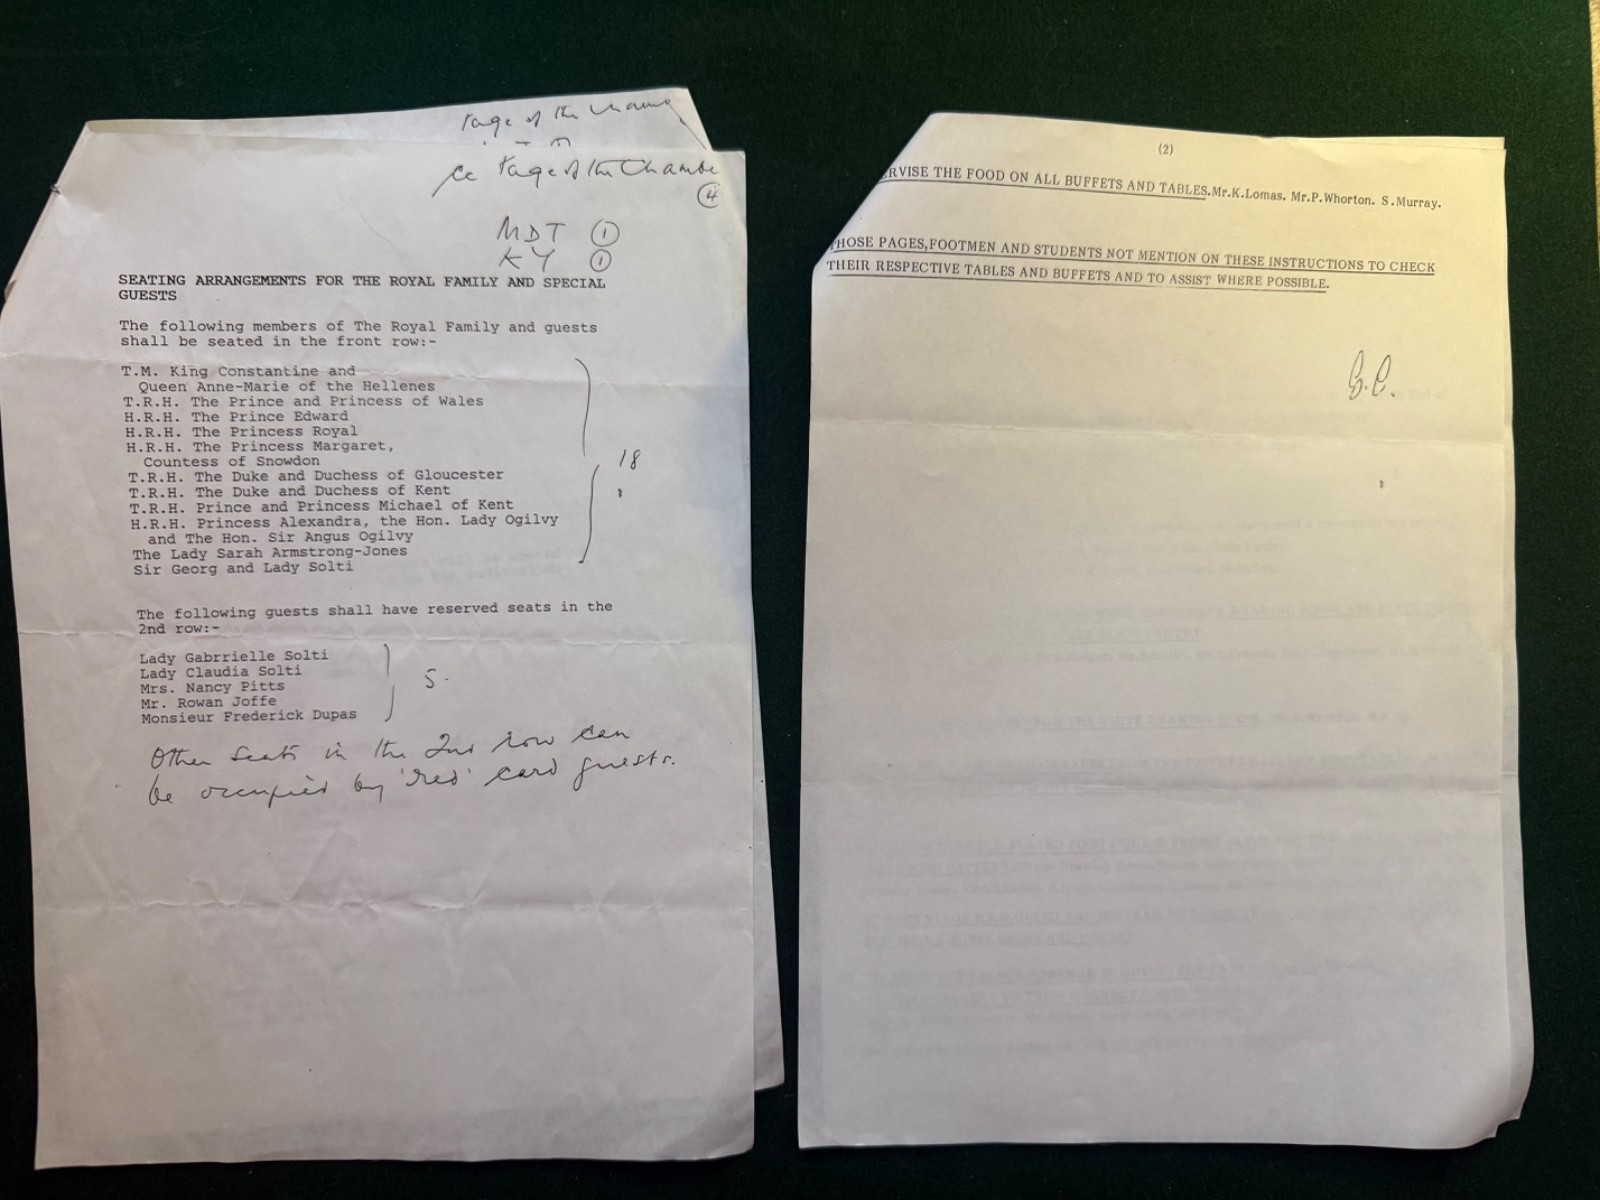 Page of the
cc Page of the Chambe
4
MDT 1
KY 1
SEATING ARRANGEMENTS FOR THE ROYAL FAMILY AND SPECIAL
GUESTS
The following members of The Royal Family and guests
shall be seated in the front row:-
T.M. King Constantine and
Queen Anne-Marie of the Hellenes
T.R.H. The Prince and Princess of Wales
H.R.H. The Prince Edward
H.R.H. The Princess Royal
H.R.H. The Princess Margaret,
Countess of Snowdon
T.R.H. The Duke and Duchess of Gloucester
T.R.H. The Duke and Duchess of Kent
T.R.H. Prince and Princess Michael of Kent
H.R.H. Princess Alexandra, the Hon. Lady Ogilvy
and The Hon. Sir Angus Ogilvy
The Lady Sarah Armstrong-Jones
Sir Georg and Lady Solti
18
The following guests shall have reserved seats in the
2nd row:-
Lady Gabrrielle Solti
Lady Claudia Solti
Mrs. Nancy Pitts
Mr. Rowan Joffe
Monsieur Frederick Dupas
5.
Other seats in the 2nd row can
be occupied by 'red' card guests.
(2)
ERVISE THE FOOD ON ALL BUFFETS AND TABLES.Mr.K.Lomas. Mr.P.Whorton. S.Murray.
HOSE PAGES,FOOTMEN AND STUDENTS NOT MENTION ON THESE INSTRUCTIONS TO CHECK
THEIR RESPECTIVE TABLES AND BUFFETS AND TO ASSIST WHERE POSSIBLE.